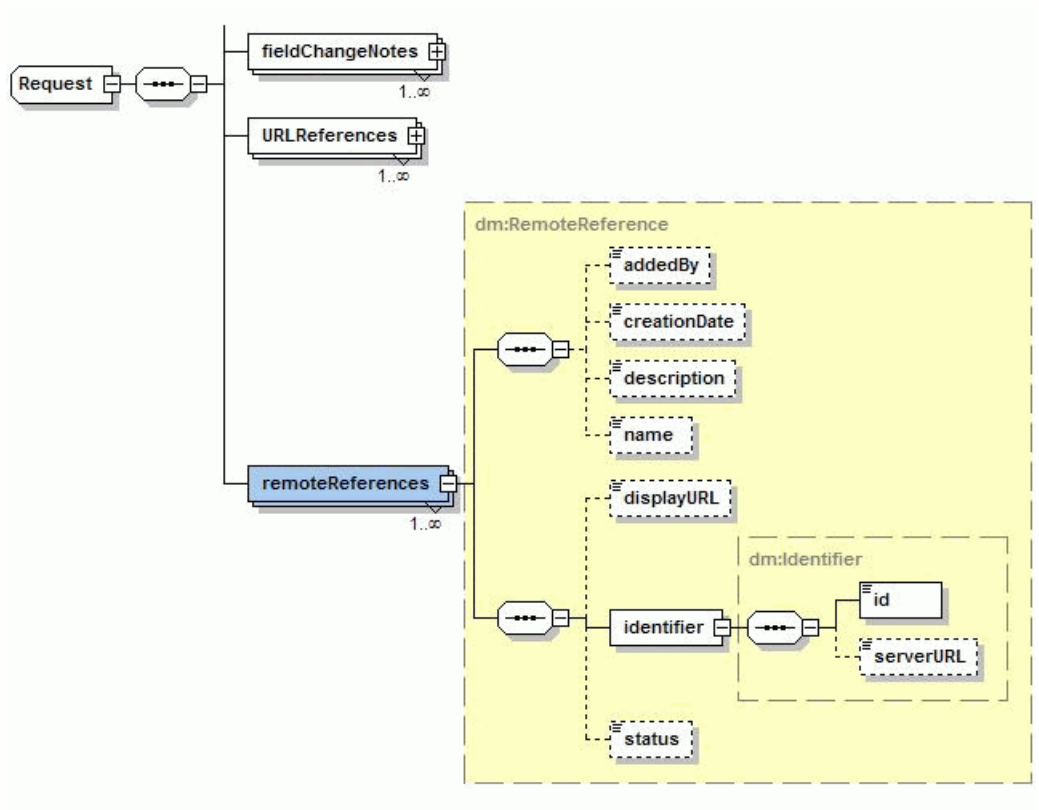 fieldChangeNotes
1..∞
Request
URLReferences
1..∞
dm:RemoteReference
addedBy
creationDate
description
name
remoteReferences
1..∞
displayURL
dm:Identifier
id
identifier
serverURL
status